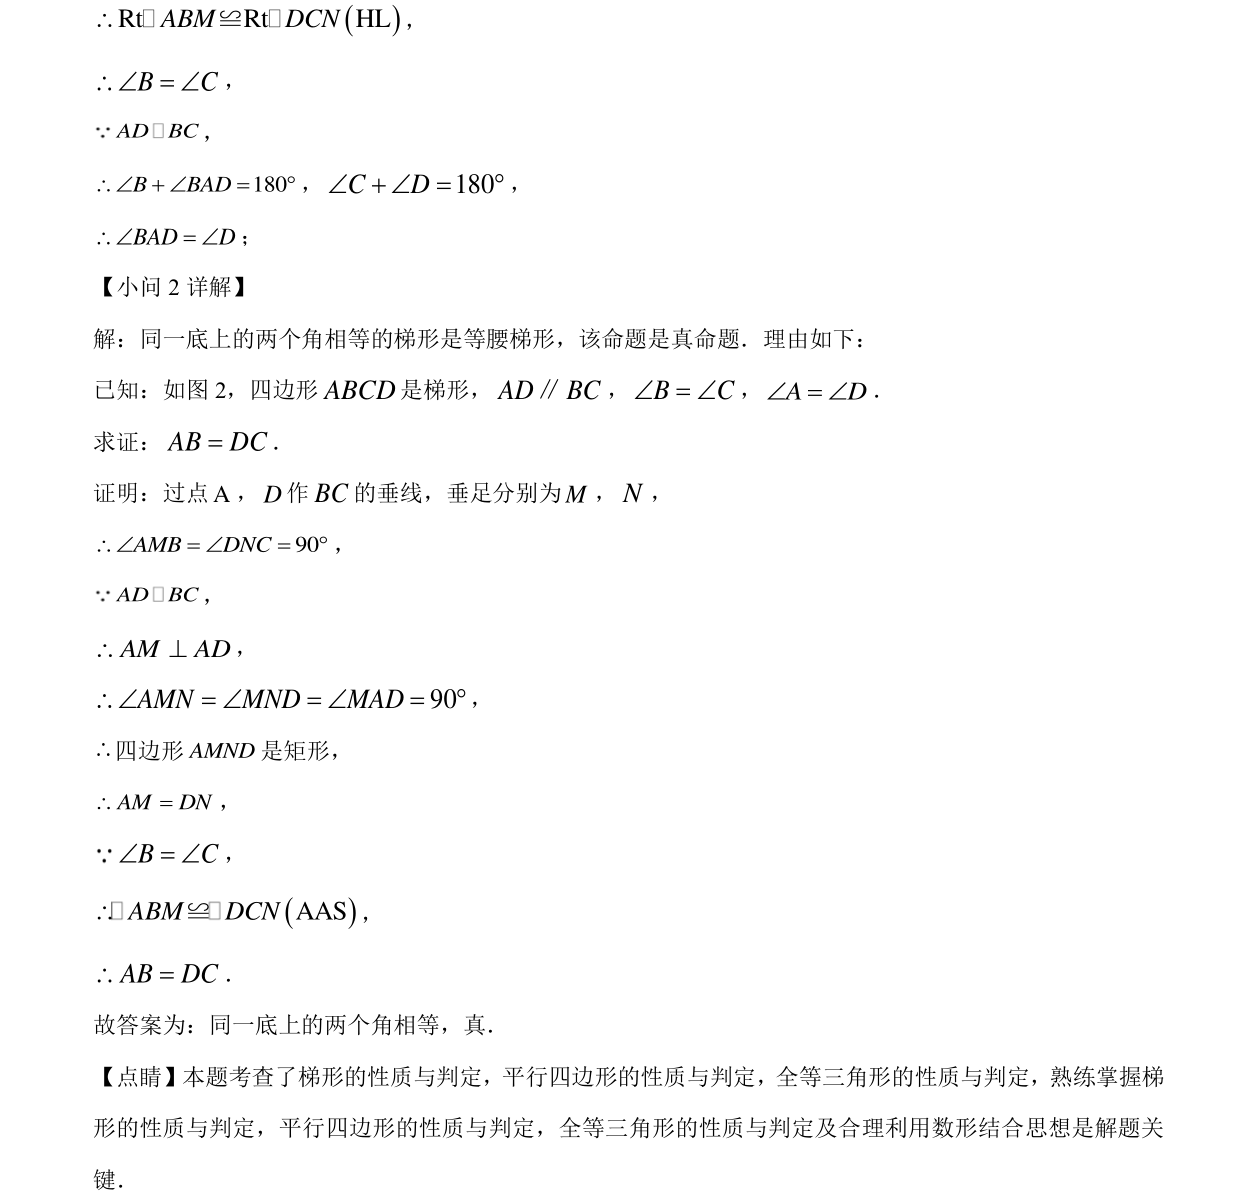 ∴Rt□ABM≌Rt□DCN(HL)，
∴∠B=∠C，
∵AD□BC，
∴∠B+∠BAD=180°，∠C+∠D=180°，
∴∠BAD=∠D；
【小问 2 详解】
解：同一底上的两个角相等的梯形是等腰梯形，该命题是真命题．理由如下：
已知：如图 2，四边形 ABCD 是梯形，AD∥BC，∠B=∠C，∠A=∠D．
求证：AB=DC．
证明：过点 A，D 作 BC 的垂线，垂足分别为 M，N，
∴∠AMB=∠DNC=90°，
∵AD□BC，
∴AM⊥AD，
∴∠AMN=∠MND=∠MAD=90°，
∴四边形 AMND 是矩形，
∴AM=DN，
∵∠B=∠C，
∴□ABM≌□DCN(AAS)，
∴AB=DC．
故答案为：同一底上的两个角相等，真．
【点睛】本题考查了梯形的性质与判定，平行四边形的性质与判定，全等三角形的性质与判定，熟练掌握梯
形的性质与判定，平行四边形的性质与判定，全等三角形的性质与判定及合理利用数形结合思想是解题关
键．